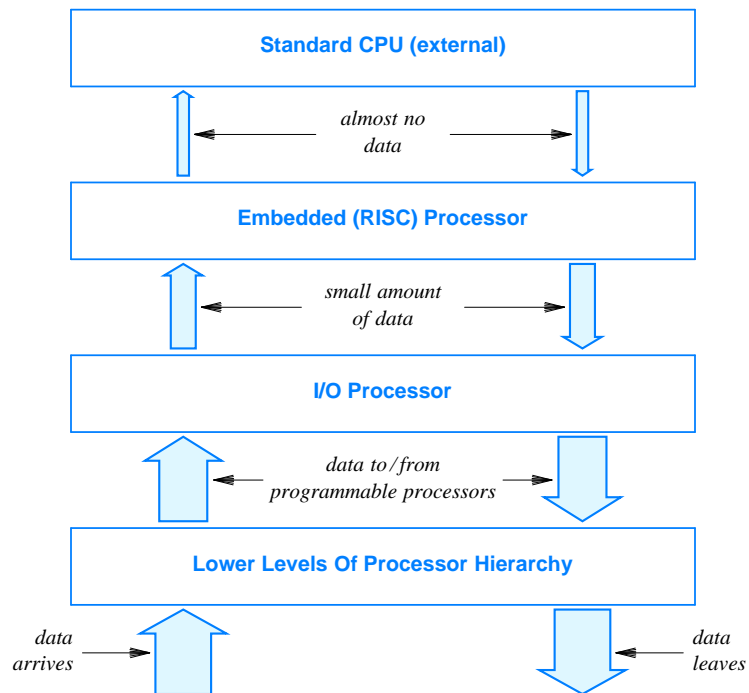 Standard CPU (external)
almost no
data
Embedded (RISC) Processor
small amount
of data
I/O Processor
data to/from
programmable processors
Lower Levels Of Processor Hierarchy
data
arrives
data
leaves